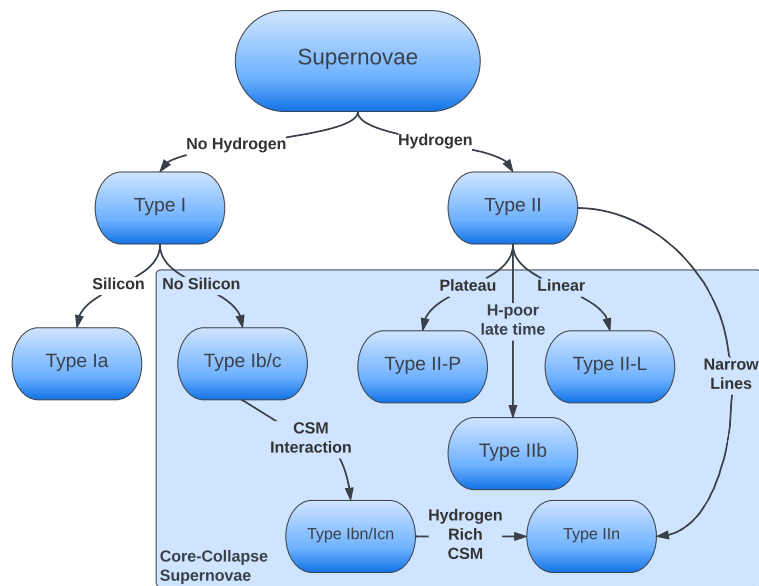 Supernovae
No Hydrogen
Hydrogen
Type I
Type II
Silicon
No Silicon
Plateau
Linear
H-poor
late time
Type Ia
Type Ib/c
Type II-P
Type II-L
Narrow
Lines
CSM
Interaction
Type IIb
Type Ibn/Icn
Hydrogen
Rich
CSM
Type IIn
Core-Collapse
Supernovae